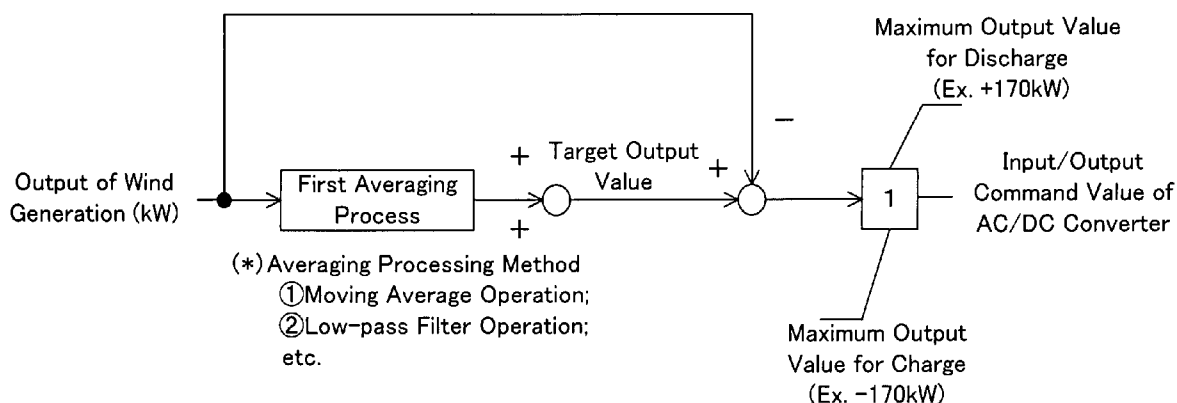 Maximum Output Value
for Discharge
(Ex. +170kW)
−
+
Target Output
Value
+
Output of Wind
Generation (kW)
First Averaging
Process
+
1
Input/Output
Command Value of
AC/DC Converter
(*)Averaging Processing Method
①Moving Average Operation;
②Low-pass Filter Operation;
etc.
Maximum Output
Value for Charge
(Ex. −170kW)